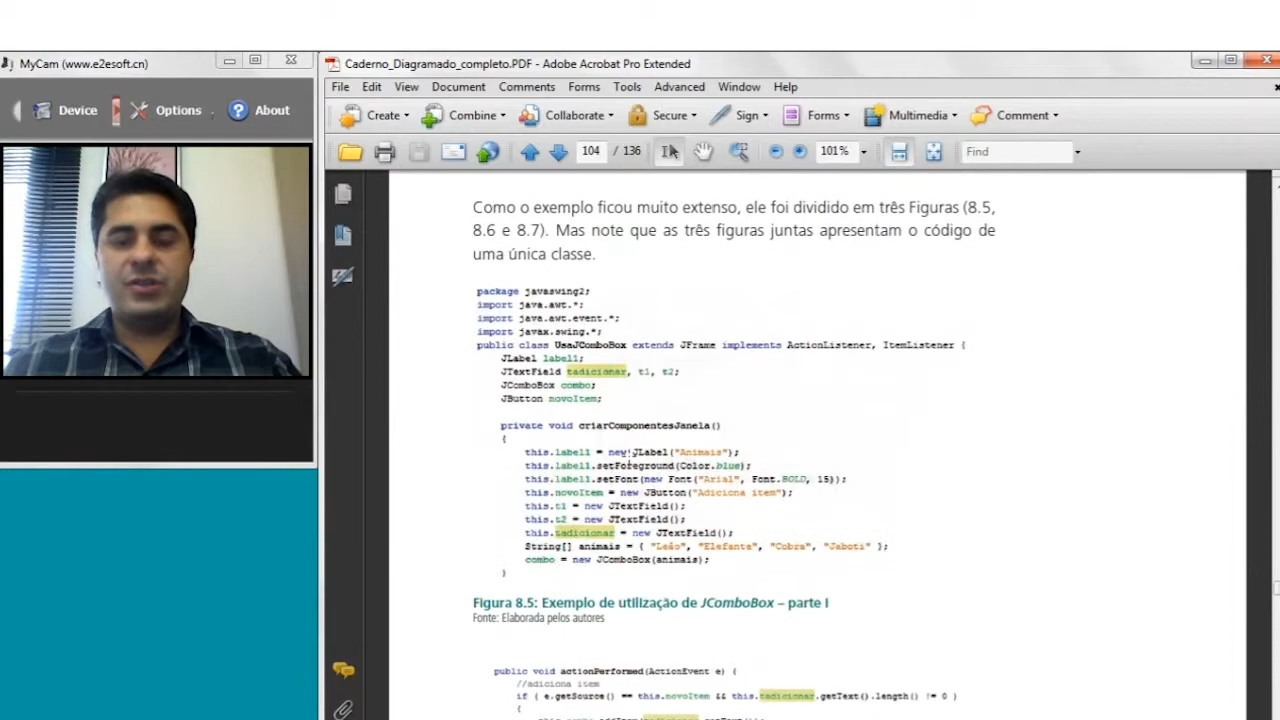 MyCam (www.e2esoft.cn)
Device
Options
About
Caderno_Diagramado_completo.PDF - Adobe Acrobat Pro Extended
File Edit View Document Comments Forms Tools Advanced Window Help
Create Combine Collaborate Secure Sign Forms Multimedia Comment
104 / 136 101% Find
Como o exemplo ficou muito extenso, ele foi dividido em três Figuras (8.5,
8.6 e 8.7). Mas note que as três figuras juntas apresentam o código de
uma única classe.
package javaswing2;
import java.awt.*;
import java.awt.event.*;
import javax.swing.*;
public class UsaJComboBox extends JFrame implements ActionListener, ItemListener {
JLabel label1;
JTextField tadicionar, t1, t2;
JComboBox combo;
JButton novoItem;
private void criarComponentesJanela()
{
this.label1 = new JLabel("Animais");
this.label1.setForeground(Color.blue);
this.label1.setFont(new Font("Arial", Font.BOLD, 15));
this.novoItem = new JButton("Adiciona item");
this.t1 = new JTextField();
this.t2 = new JTextField();
this.tadicionar = new JTextField();
String[] animais = { "Leão", "Elefante", "Cobra", "Jaboti" };
combo = new JComboBox(animais);
}
Figura 8.5: Exemplo de utilização de JComboBox – parte I
Fonte: Elaborada pelos autores
public void actionPerformed(ActionEvent e) {
//adiciona item
if ( e.getSource() == this.novoItem && this.tadicionar.getText().length() != 0 )
{